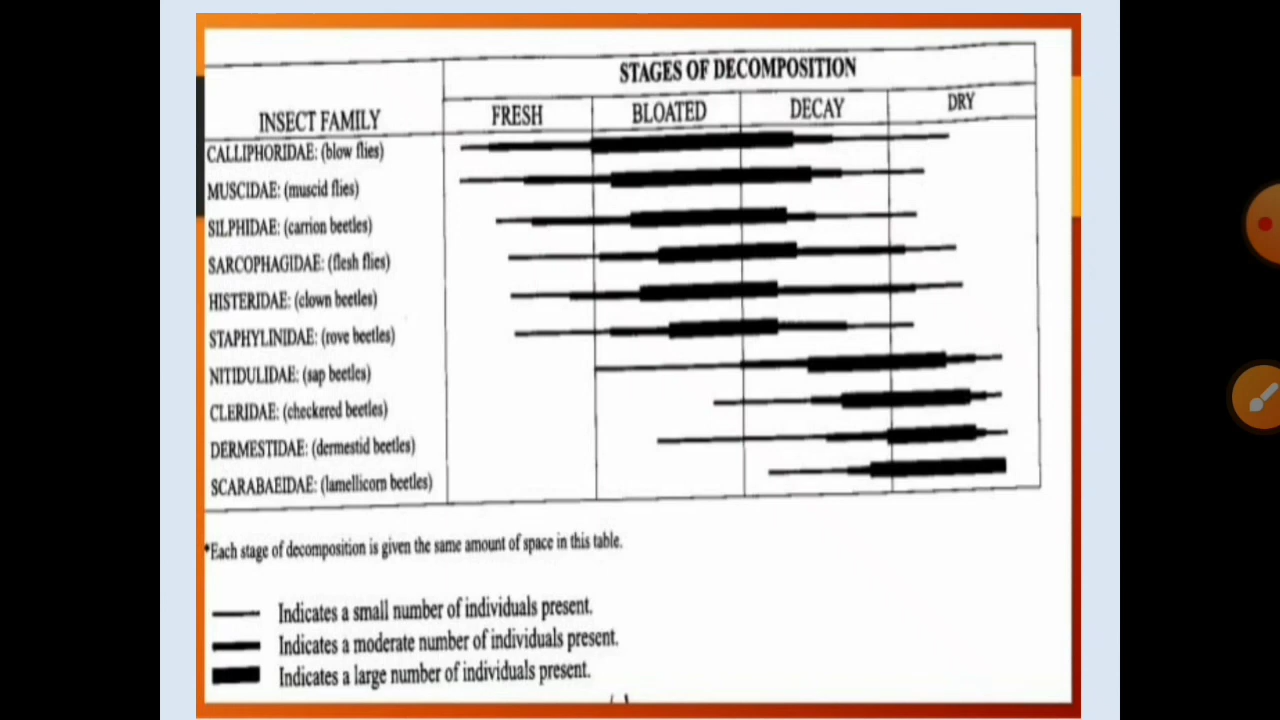 STAGES OF DECOMPOSITION
INSECT FAMILY FRESH BLOATED DECAY DRY
CALLIPHORIDAE: (blow flies)
MUSCIDAE: (muscid flies)
SILPHIDAE: (carrion beetles)
SARCOPHAGIDAE: (flesh flies)
HISTERIDAE: (clown beetles)
STAPHYLINIDAE: (rove beetles)
NITIDULIDAE: (sap beetles)
CLERIDAE: (checkered beetles)
DERMESTIDAE: (dermestid beetles)
SCARABAEIDAE: (lamellicorn beetles)
*Each stage of decomposition is given the same amount of space in this table.
Indicates a small number of individuals present.
Indicates a moderate number of individuals present.
Indicates a large number of individuals present.